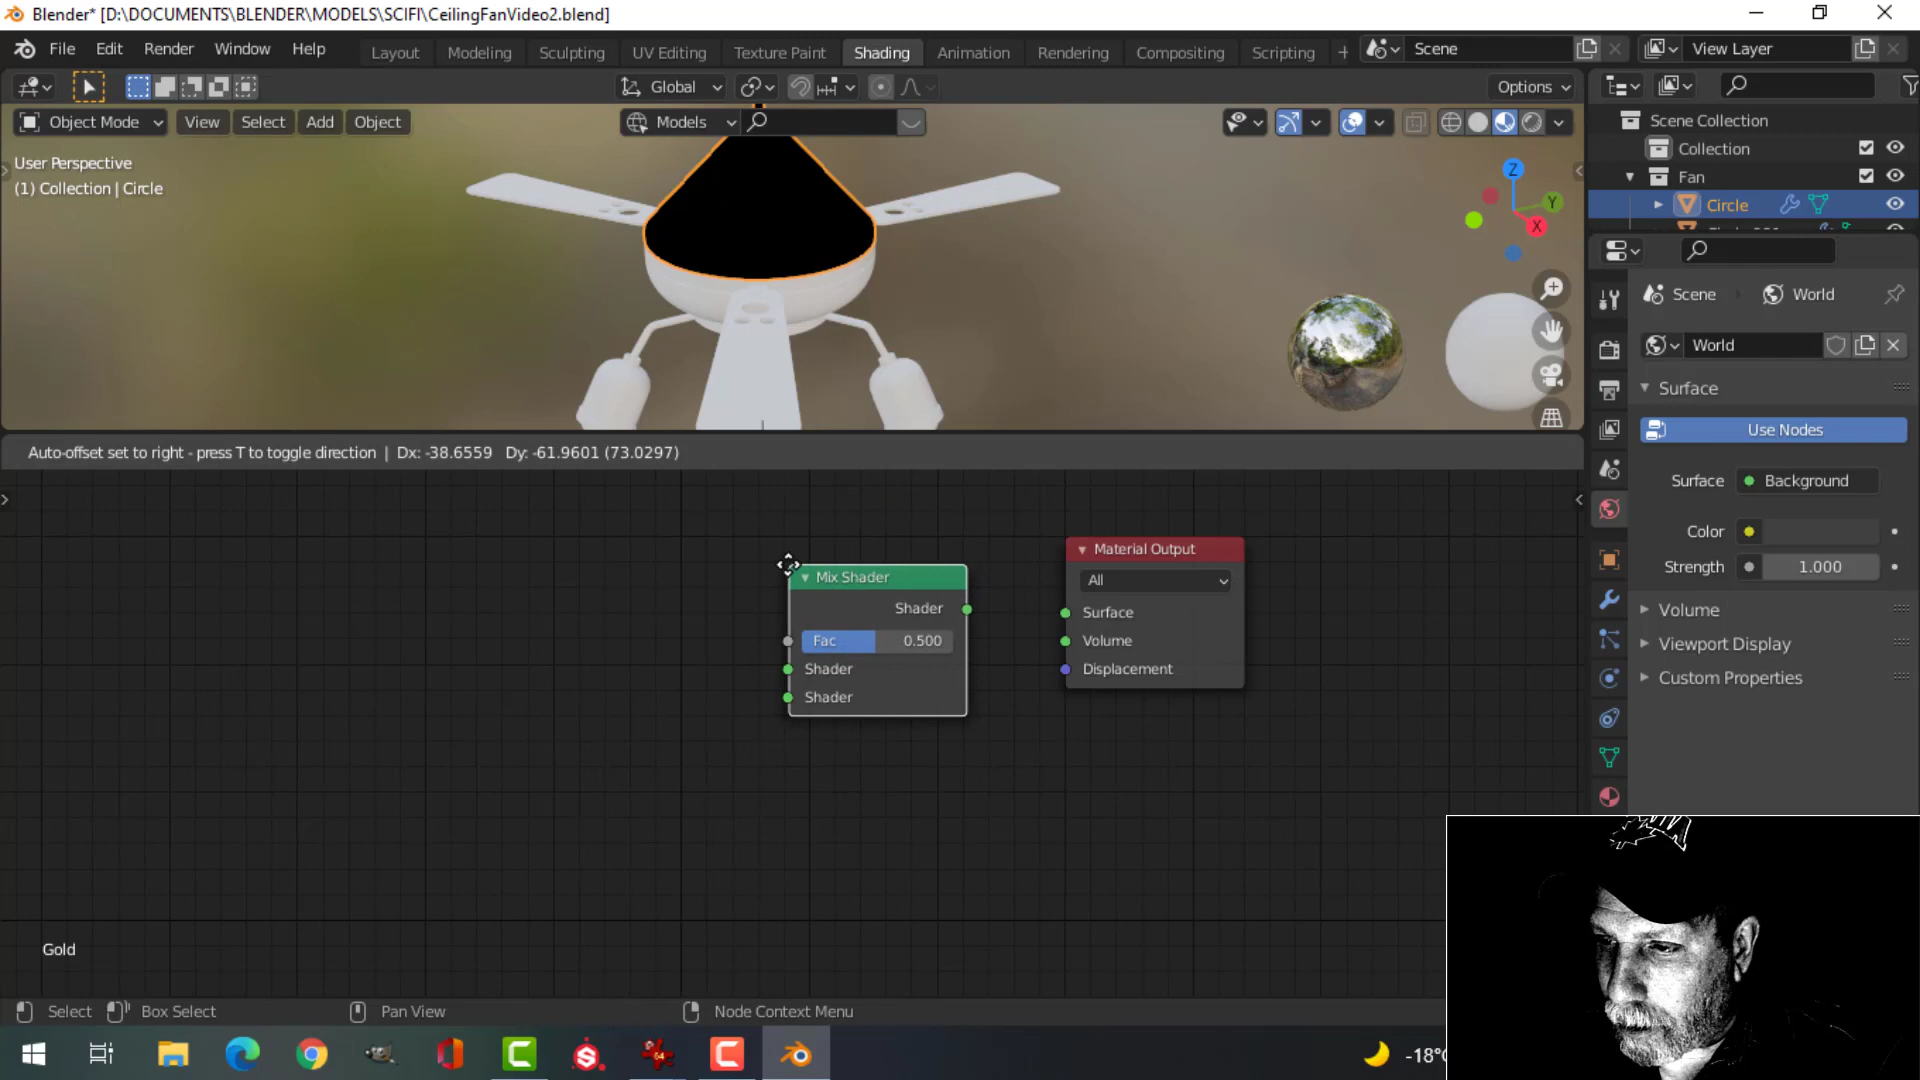 Blender* [D:\DOCUMENTS\BLENDER\MODELS\SCIFI\CeilingFanVideo2.blend]
File Edit Render Window Help Layout Modeling Sculpting UV Editing Texture Paint Shading Animation Rendering Compositing Scripting + Scene View Layer
Global Options
Object Mode View Select Add Object Models
Scene Collection
Collection
Fan
Circle
User Perspective
(1) Collection | Circle
Z
Y
X
Scene World
World
Surface
Use Nodes
Surface Background
Color
Strength 1.000
Volume
Viewport Display
Custom Properties
Auto-offset set to right - press T to toggle direction | Dx: -38.6559 Dy: -61.9601 (73.0297)
Mix Shader
Shader
Fac 0.500
Shader
Shader
Material Output
All
Surface
Volume
Displacement
Gold
Select Box Select Pan View Node Context Menu
-18°